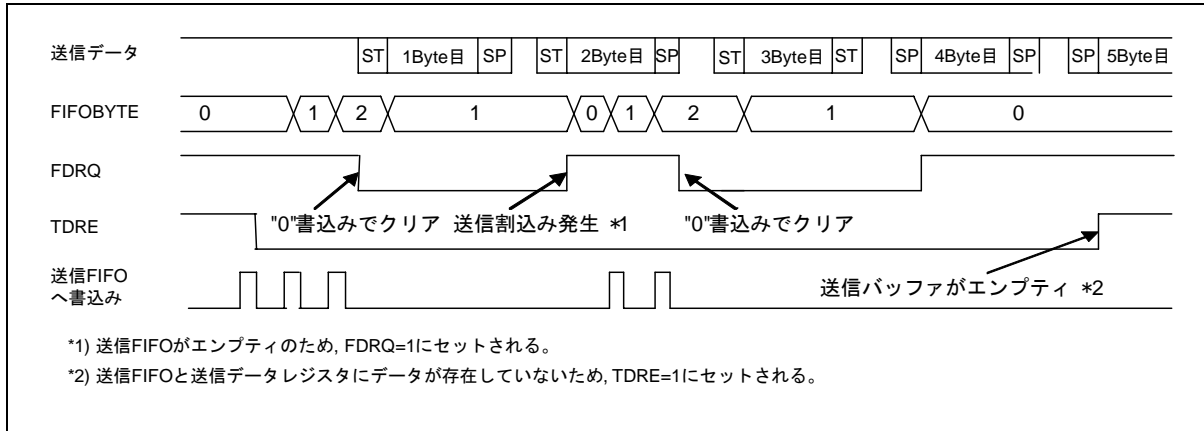 送信データ ST 1Byte目 SP ST 2Byte目 SP ST 3Byte目 ST SP 4Byte目 SP SP 5Byte目
FIFOBYTE 0 1 2 1 0 1 2 1 0
FDRQ
"0"書込みでクリア 送信割込み発生 *1 "0"書込みでクリア
TDRE
送信FIFO
へ書込み
送信バッファがエンプティ *2
*1) 送信FIFOがエンプティのため, FDRQ=1にセットされる。
*2) 送信FIFOと送信データレジスタにデータが存在していないため, TDRE=1にセットされる。